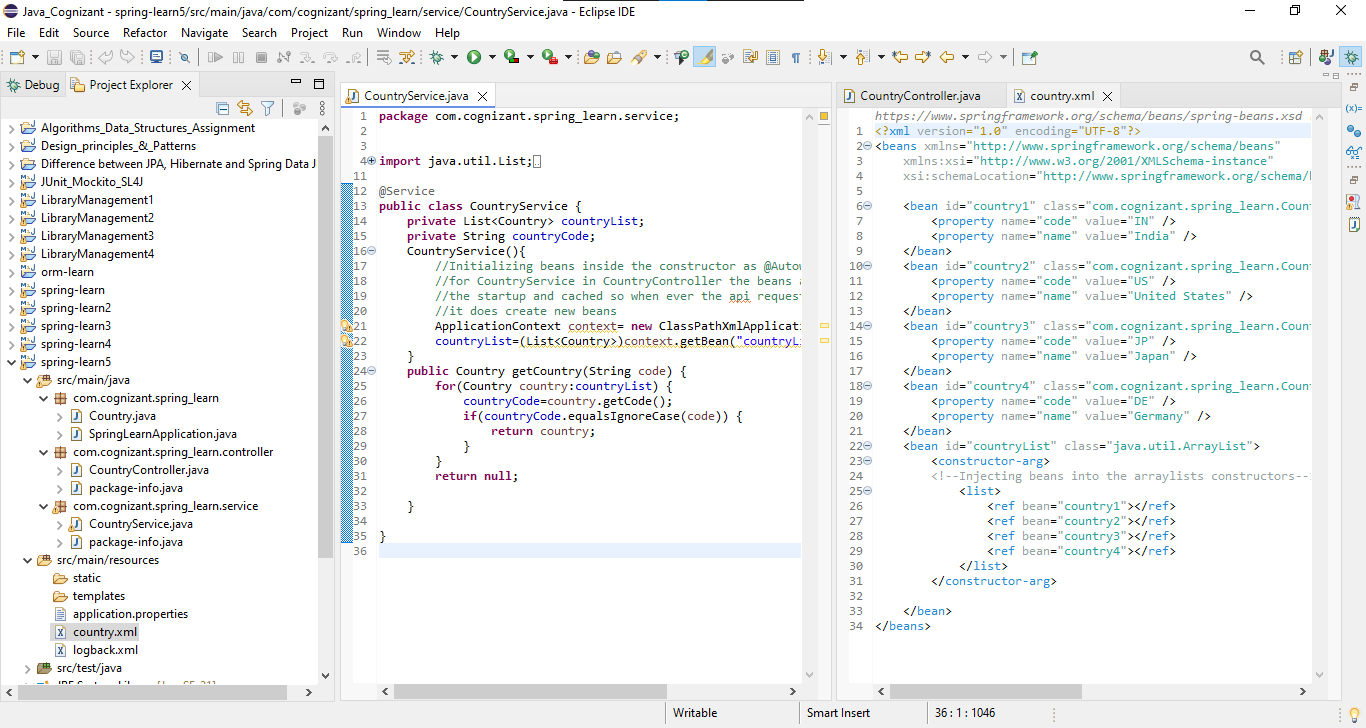 Java_Cognizant - spring-learn5/src/main/java/com/cognizant/spring_learn/service/CountryService.java - Eclipse IDE
File Edit Source Refactor Navigate Search Project Run Window Help
Debug Project Explorer
Algorithms_Data_Structures_Assignment
Design_principles_&_Patterns
Difference between JPA, Hibernate and Spring Data J
JUnit_Mockito_SL4J
LibraryManagement1
LibraryManagement2
LibraryManagement3
LibraryManagement4
orm-learn
spring-learn
spring-learn2
spring-learn3
spring-learn4
spring-learn5
src/main/java
com.cognizant.spring_learn
Country.java
SpringLearnApplication.java
com.cognizant.spring_learn.controller
CountryController.java
package-info.java
com.cognizant.spring_learn.service
CountryService.java
package-info.java
src/main/resources
static
templates
application.properties
country.xml
logback.xml
src/test/java
CountryService.java
1 package com.cognizant.spring_learn.service;
2
3
4 import java.util.List;
11
12 @Service
13 public class CountryService {
14 private List<Country> countryList;
15 private String countryCode;
16 CountryService(){
17 //Initializing beans inside the constructor as @Autow
18 //for CountryService in CountryController the beans a
19 //the startup and cached so when ever the api request
20 //it does create new beans
21 ApplicationContext context= new ClassPathXmlApplicati
22 countryList=(List<Country>)context.getBean("countryLi
23 }
24 public Country getCountry(String code) {
25 for(Country country:countryList) {
26 countryCode=country.getCode();
27 if(countryCode.equalsIgnoreCase(code)) {
28 return country;
29 }
30 }
31 return null;
32
33 }
34
35 }
36
CountryController.java country.xml
https://www.springframework.org/schema/beans/spring-beans.xsd
1 <?xml version="1.0" encoding="UTF-8"?>
2 <beans xmlns="http://www.springframework.org/schema/beans"
3 xmlns:xsi="http://www.w3.org/2001/XMLSchema-instance"
4 xsi:schemaLocation="http://www.springframework.org/schema/
5
6 <bean id="country1" class="com.cognizant.spring_learn.Coun
7 <property name="code" value="IN" />
8 <property name="name" value="India" />
9 </bean>
10 <bean id="country2" class="com.cognizant.spring_learn.Coun
11 <property name="code" value="US" />
12 <property name="name" value="United States" />
13 </bean>
14 <bean id="country3" class="com.cognizant.spring_learn.Coun
15 <property name="code" value="JP" />
16 <property name="name" value="Japan" />
17 </bean>
18 <bean id="country4" class="com.cognizant.spring_learn.Coun
19 <property name="code" value="DE" />
20 <property name="name" value="Germany" />
21 </bean>
22 <bean id="countryList" class="java.util.ArrayList">
23 <constructor-arg>
24 <!--Injecting beans into the arraylists constructors--
25 <list>
26 <ref bean="country1"></ref>
27 <ref bean="country2"></ref>
28 <ref bean="country3"></ref>
29 <ref bean="country4"></ref>
30 </list>
31 </constructor-arg>
32
33 </bean>
34 </beans>
Writable Smart Insert 36 : 1 : 1046